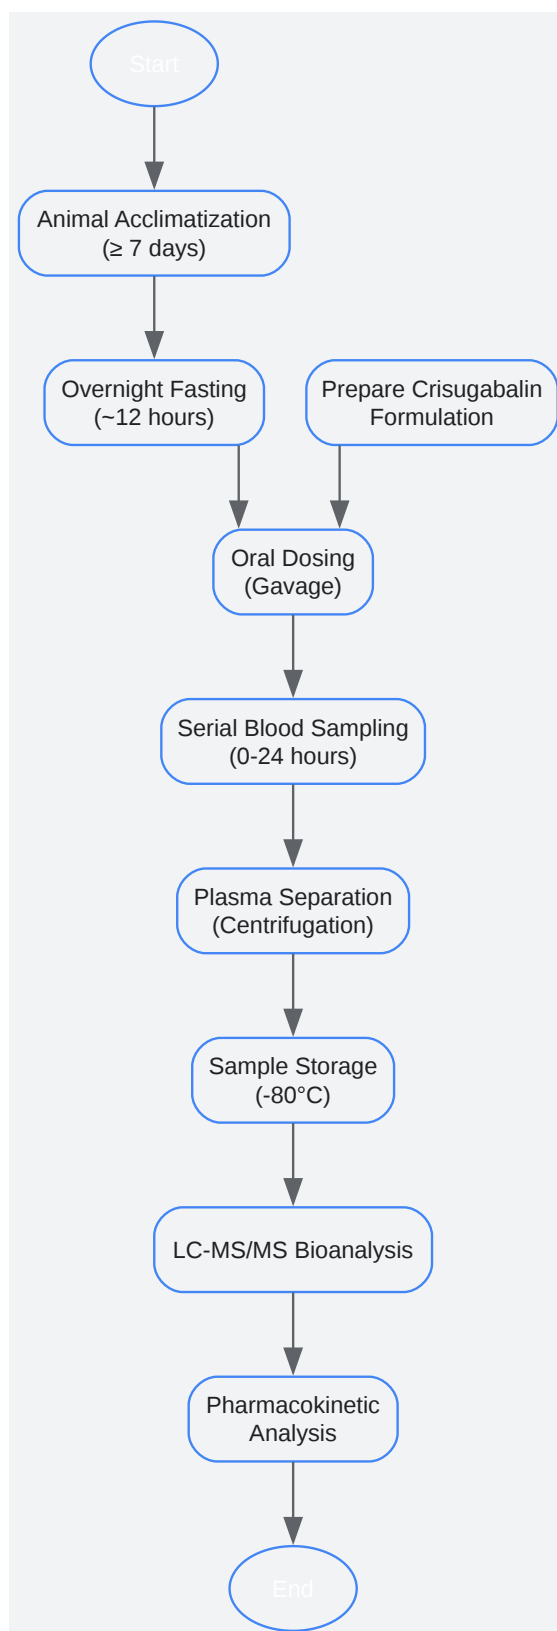 Start
Animal Acclimatization
(≥ 7 days)
Overnight Fasting
(~12 hours)
Prepare Crisugabalin
Formulation
Oral Dosing
(Gavage)
Serial Blood Sampling
(0-24 hours)
Plasma Separation
(Centrifugation)
Sample Storage
(-80°C)
LC-MS/MS Bioanalysis
Pharmacokinetic
Analysis
End